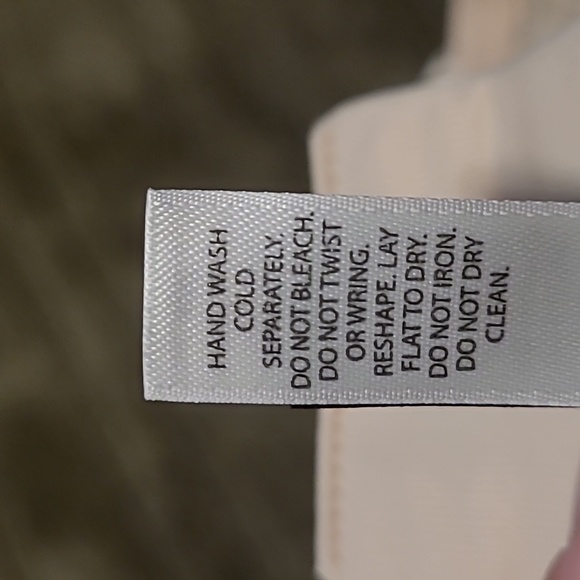 HAND WASH
COLD
SEPARATELY.
DO NOT BLEACH.
DO NOT TWIST
OR WRING.
RESHAPE. LAY
FLAT TO DRY.
DO NOT IRON.
DO NOT DRY
CLEAN.